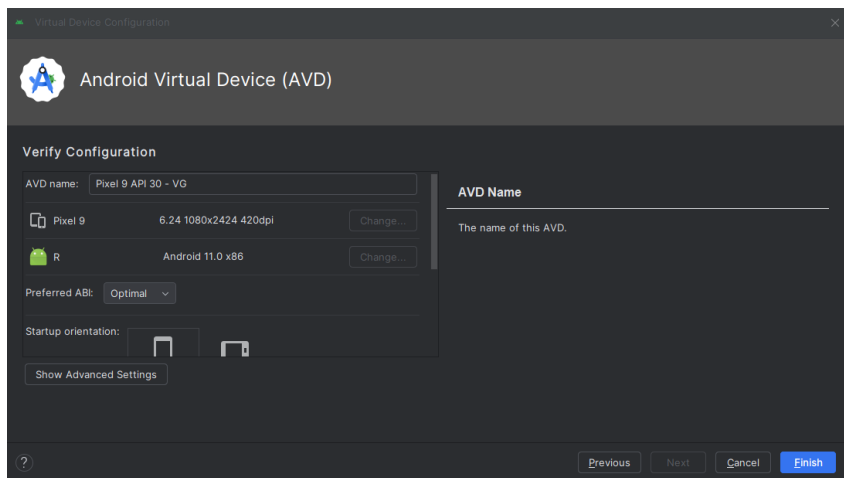 Virtual Device Configuration
Android Virtual Device (AVD)
Verify Configuration
AVD name: Pixel 9 API 30 - VG
Pixel 9 6.24 1080x2424 420dpi Change...
R Android 11.0 x86 Change...
Preferred ABI: Optimal
Startup orientation:
Show Advanced Settings
AVD Name
The name of this AVD.
? Previous Next Cancel Finish